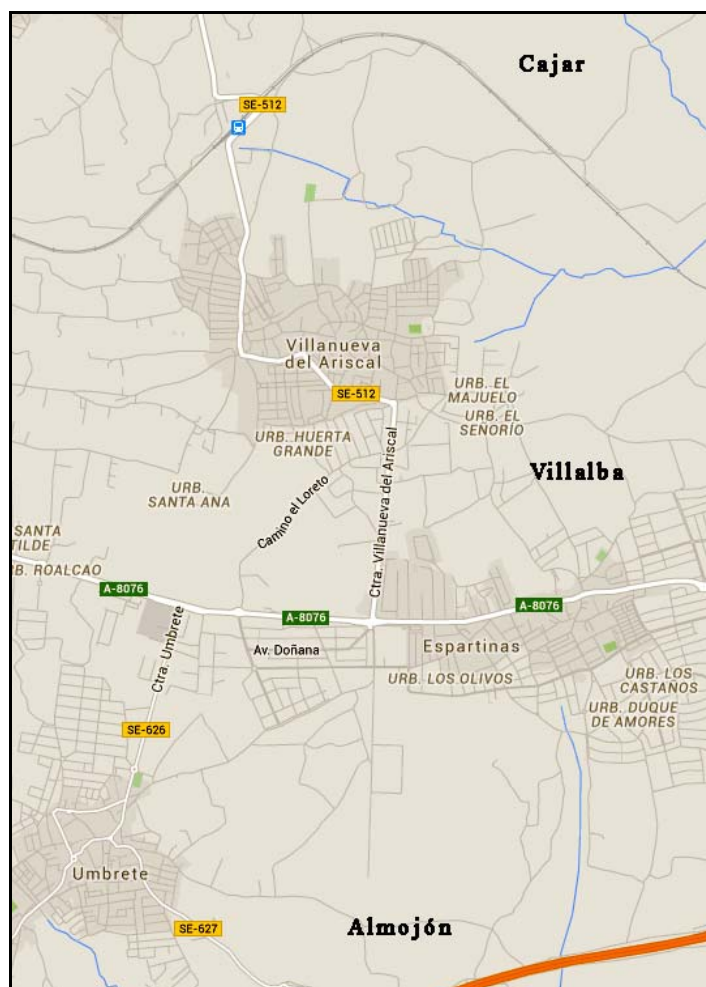 Cajar
SE-512
Villanueva
del Ariscal
SE-512
URB. EL
MAJUELO
URB. EL
SEÑORÍO
URB. HUERTA
GRANDE
Ctra. Villanueva del Ariscal
Villalba
URB.
SANTA ANA
Camino el Loreto
SANTA
TILDE
RB. ROALCAO
A-8076
A-8076
A-8076
Ctra. Umbrete
Av. Doñana
Espartinas
URB. LOS OLIVOS
URB. LOS
CASTAÑOS
URB. DUQUE
DE AMORES
SE-626
Umbrete
SE-627
Almojón